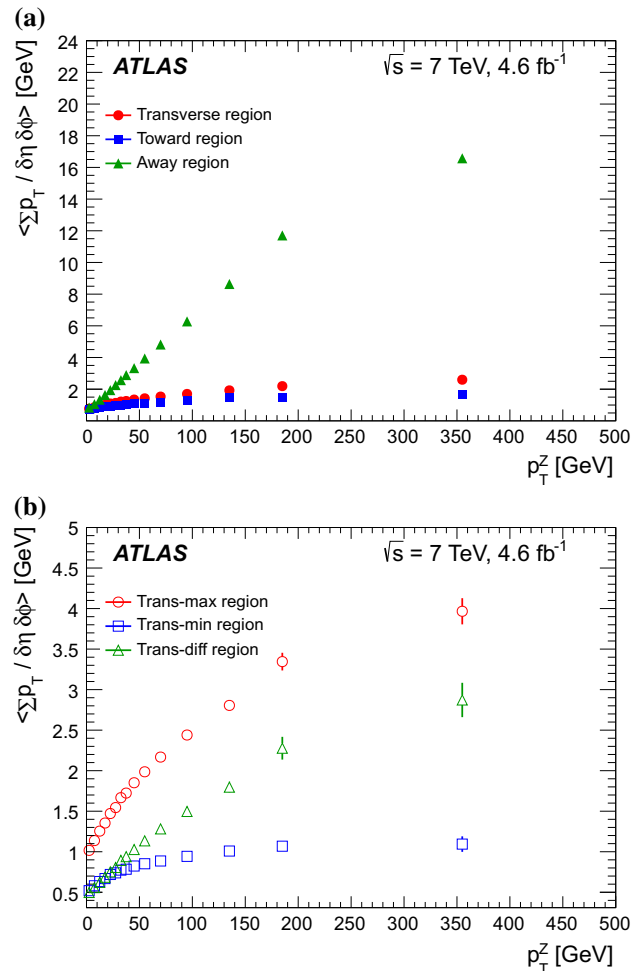 (a)
<Σp_T / δη δϕ> [GeV]
24
22
20
18
16
14
12
10
8
6
4
2
ATLAS
√s = 7 TeV, 4.6 fb⁻¹
Transverse region
Toward region
Away region
0 50 100 150 200 250 300 350 400 450 500
p_T^Z [GeV]
(b)
<Σp_T / δη δϕ> [GeV]
5
4.5
4
3.5
3
2.5
2
1.5
1
0.5
ATLAS
√s = 7 TeV, 4.6 fb⁻¹
Trans-max region
Trans-min region
Trans-diff region
0 50 100 150 200 250 300 350 400 450 500
p_T^Z [GeV]